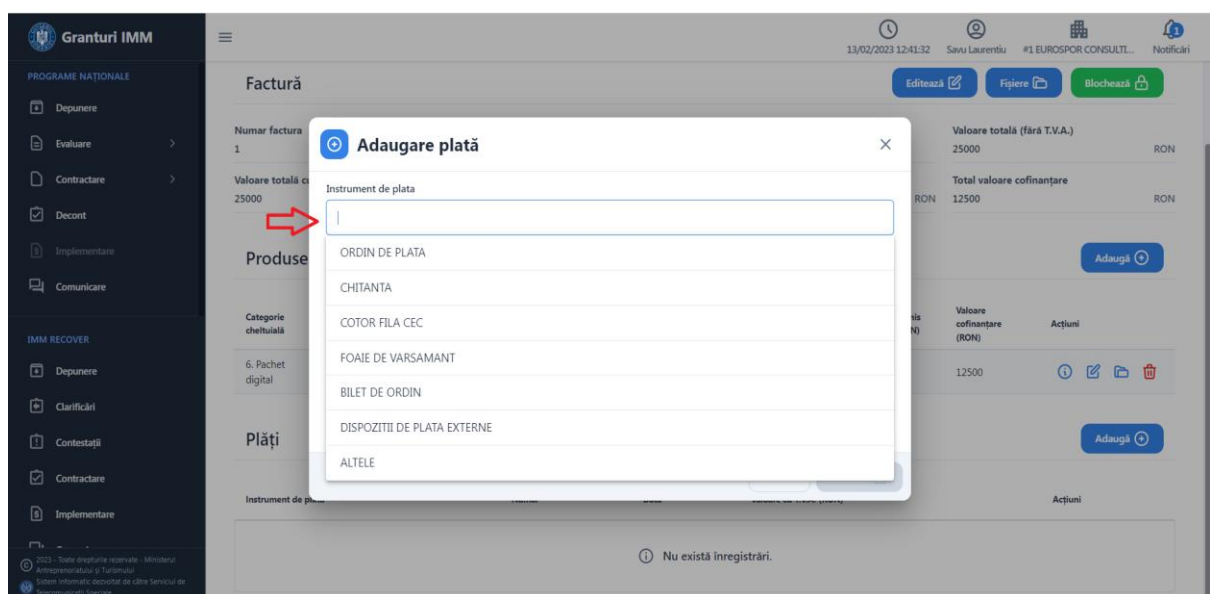 Granturi IMM
13/02/2023 12:41:32 Savu Laurentiu #1 EUROSPOR CONSULTI... Notificări
1
PROGRAME NAȚIONALE
Depunere
Evaluare
Contractare
Decont
Implementare
Comunicare
IMM RECOVER
Depunere
Clarificări
Contestații
Contractare
Implementare
2023 - Toate drepturile rezervate - Ministerul
Antreprenoriatului și Turismului
Sistem informatic dezvoltat de către Serviciul de
Telecomunicații Speciale
Factură
Editează Fișiere Blochează
Numar factura
1
Valoare totală (fără T.V.A.)
25000 RON
Valoare totală cu
25000 RON
Total valoare cofinanțare
12500 RON
Adaugare plată
Instrument de plata
ORDIN DE PLATA
CHITANTA
COTOR FILA CEC
FOAIE DE VARSAMANT
BILET DE ORDIN
DISPOZITII DE PLATA EXTERNE
ALTELE
Produse
Adaugă
Categorie
cheltuială
Valoare
cofinanțare
(RON)
Acțiuni
6. Pachet
digital
12500
Plăți
Adaugă
Instrument de
Acțiuni
Nu există înregistrări.